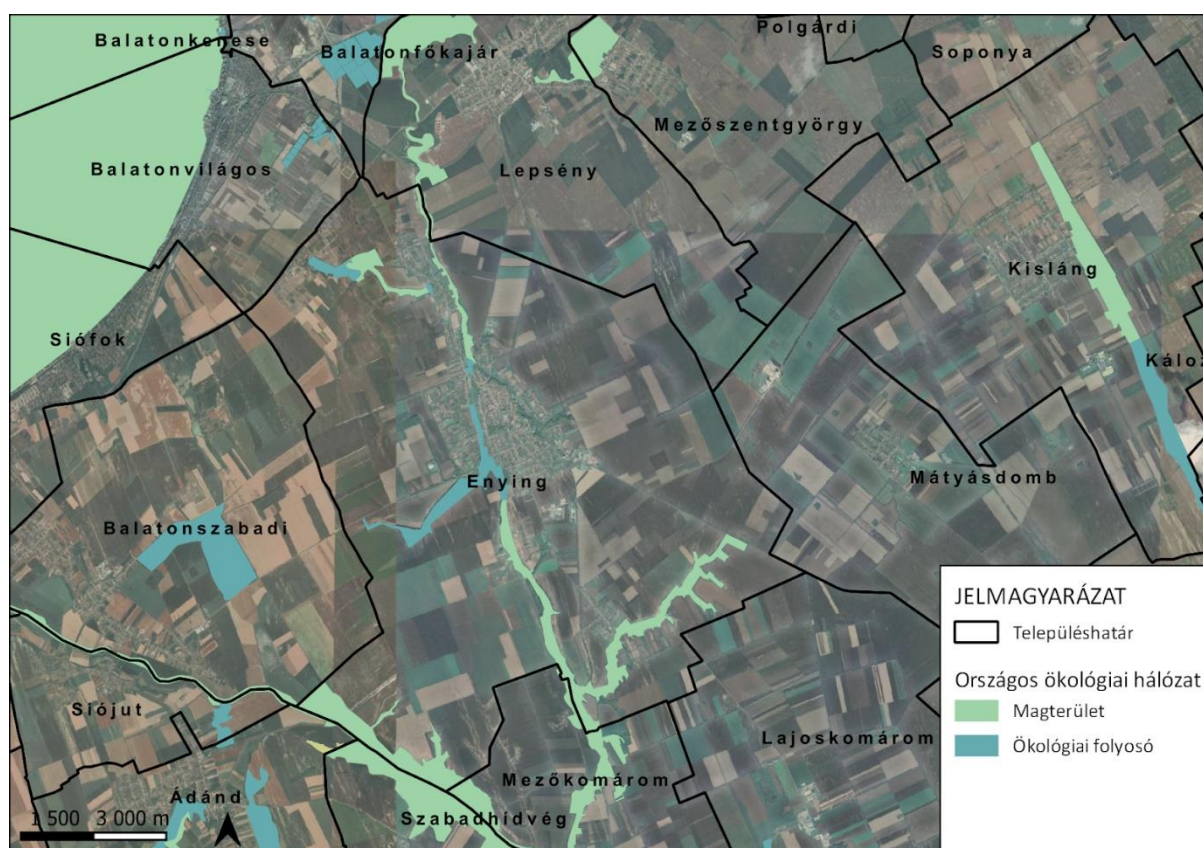 Balatonkenese
Balatonfőkajár
Polgárdi
Soponya
Mezőszentgyörgy
Balatonvilágos
Lepsény
Kisláng
Siófok
Káloz
Enying
Mátyásdomb
Balatonszabadi
Siójut
Lajoskomárom
Mezőkomárom
Ádánd
Szabadhídvég
1 500 3 000 m
JELMAGYARÁZAT
Településhatár
Országos ökológiai hálózat
Magterület
Ökológiai folyosó